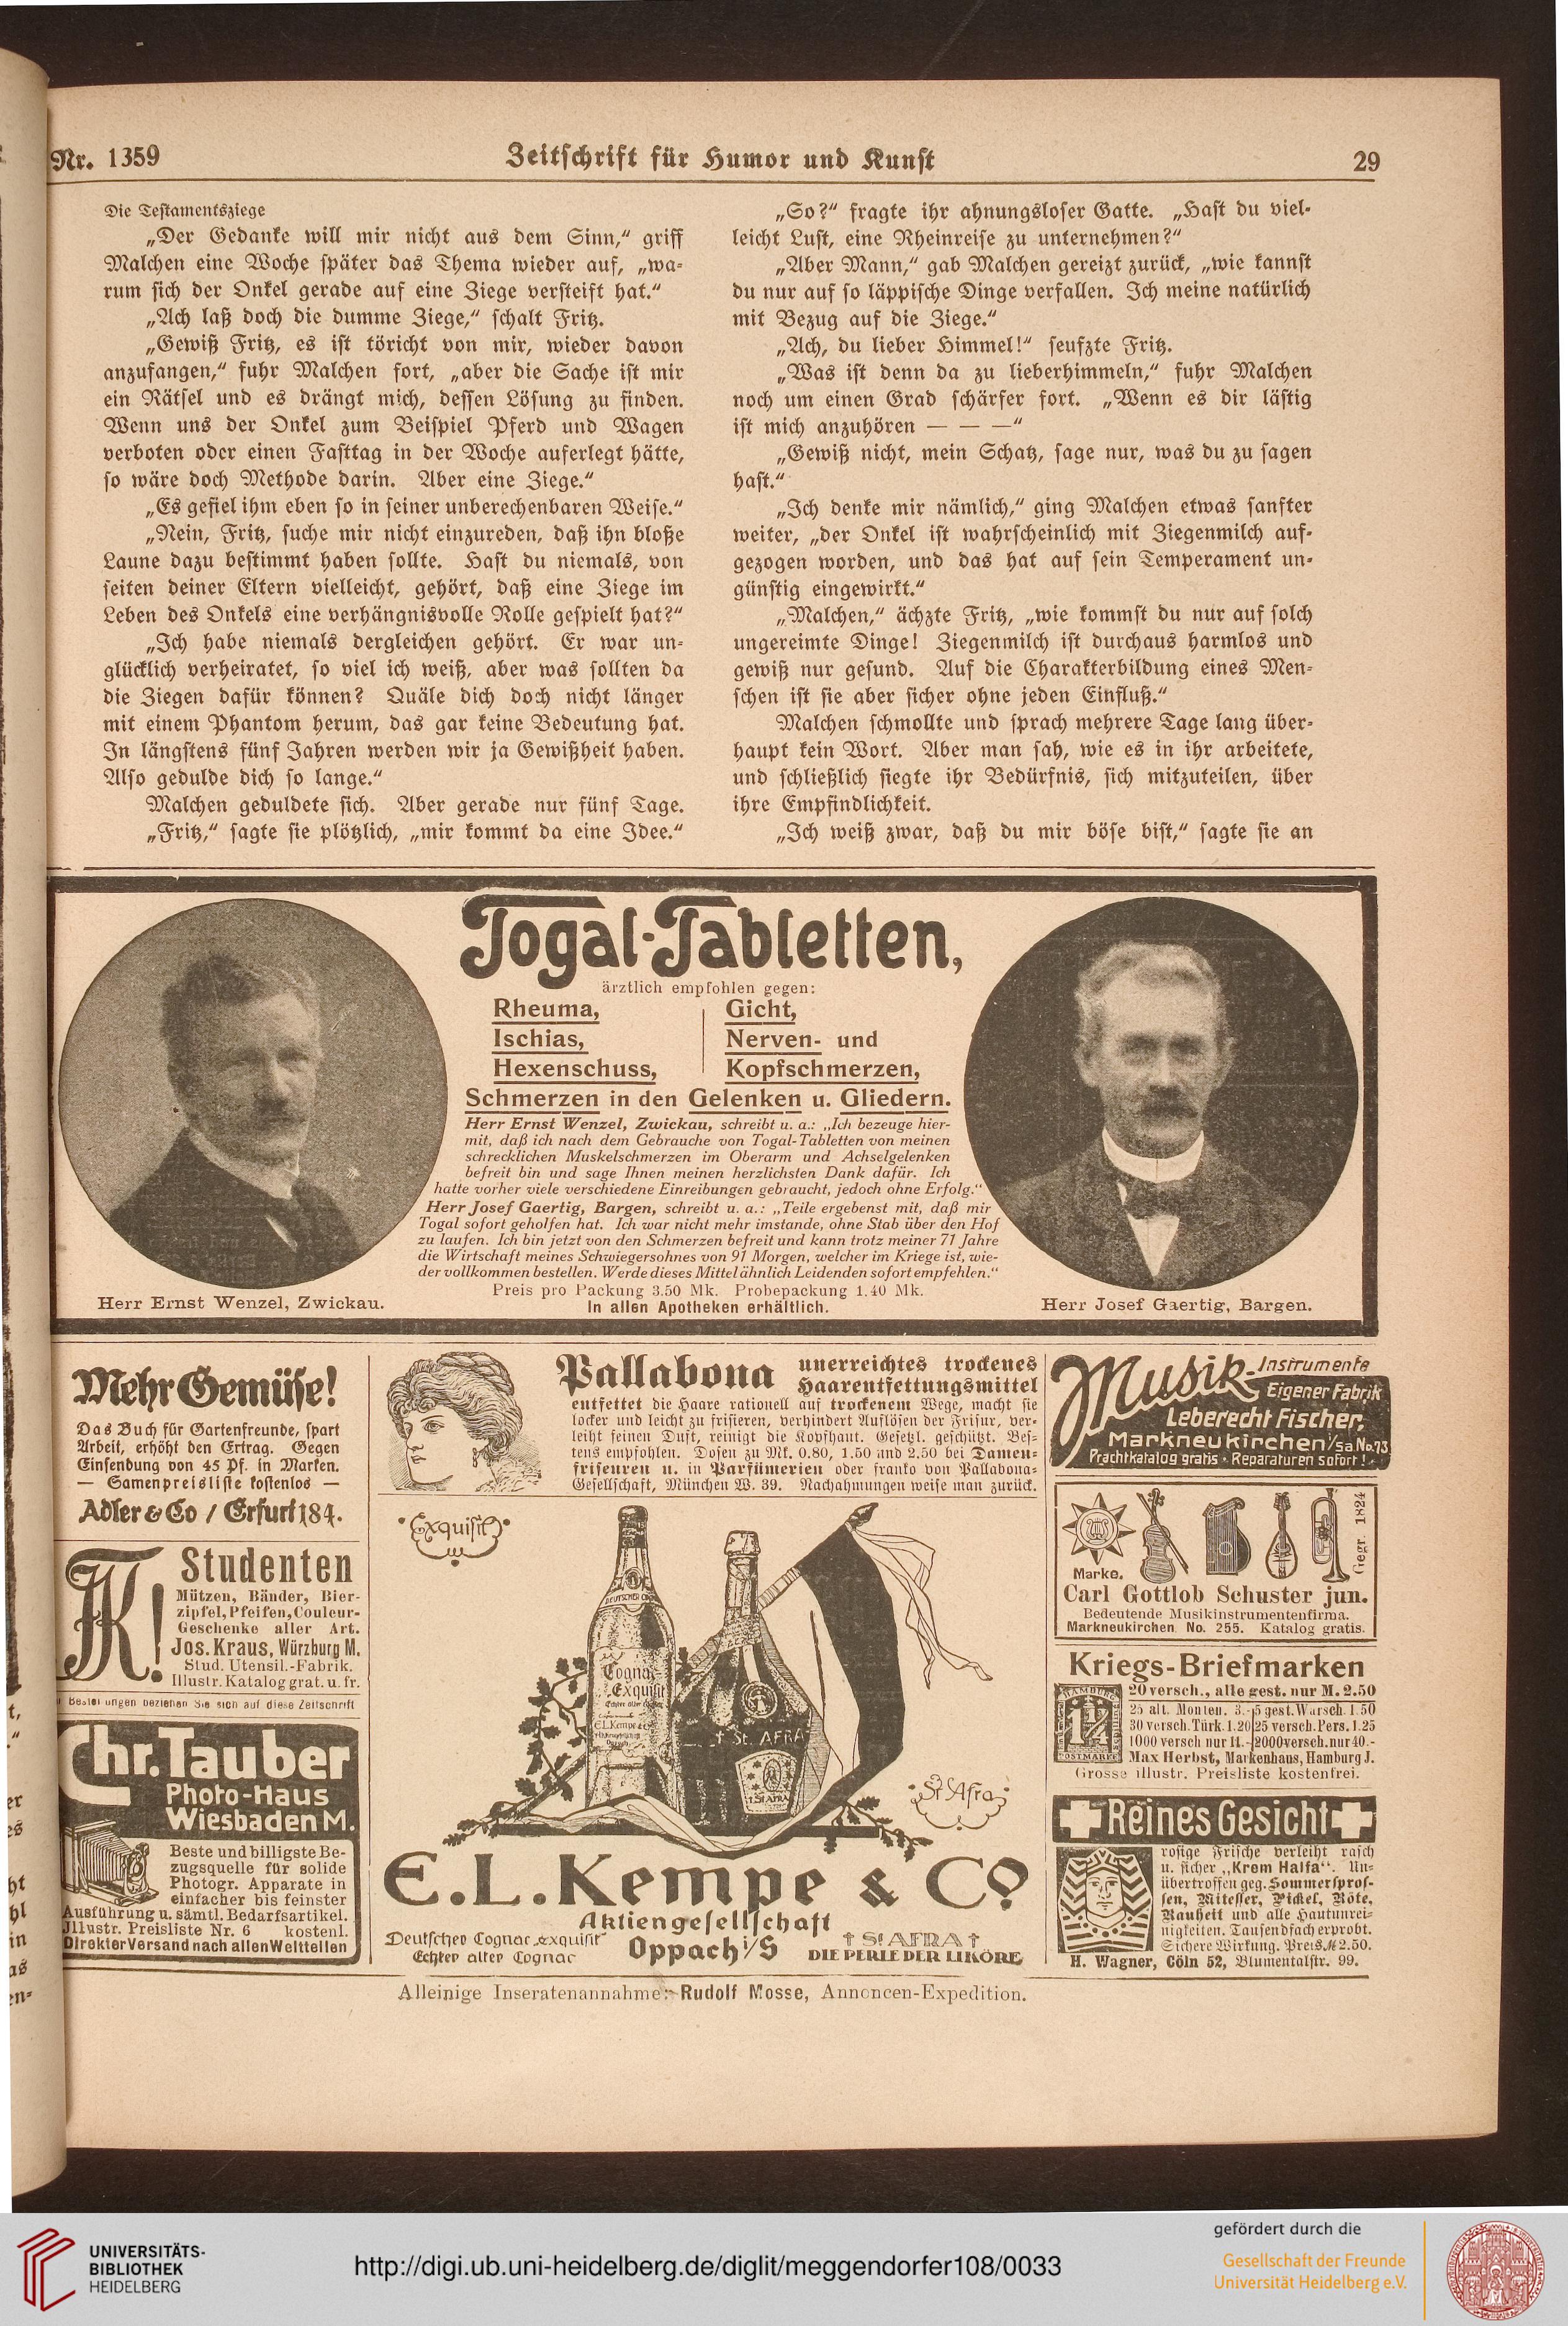 Nr. 1359
Zeitschrift für Humor und Kunst
29
Die Testamentsziege
„Der Gedanke will mir nicht aus dem Sinn,“ griff
Malchen eine Woche später das Thema wieder auf, „wa-
rum sich der Onkel gerade auf eine Ziege versteift hat.“
„Ach laß doch die dumme Ziege,“ schalt Fritz.
„Gewiß Fritz, es ist töricht von mir, wieder davon
anzufangen,“ fuhr Malchen fort, „aber die Sache ist mir
ein Rätsel und es drängt mich, dessen Lösung zu finden.
Wenn uns der Onkel zum Beispiel Pferd und Wagen
verboten oder einen Fasttag in der Woche auferlegt hätte,
so wäre doch Methode darin. Aber eine Ziege.“
„Es gefiel ihm eben so in seiner unberechenbaren Weise.“
„Nein, Fritz, suche mir nicht einzureden, daß ihn bloße
Laune dazu bestimmt haben sollte. Hast du niemals, von
seiten deiner Eltern vielleicht, gehört, daß eine Ziege im
Leben des Onkels eine verhängnisvolle Rolle gespielt hat?“
„Ich habe niemals dergleichen gehört. Er war un-
glücklich verheiratet, so viel ich weiß, aber was sollten da
die Ziegen dafür können? Quäle dich doch nicht länger
mit einem Phantom herum, das gar keine Bedeutung hat.
In längstens fünf Jahren werden wir ja Gewißheit haben.
Also gedulde dich so lange.“
Malchen geduldete sich. Aber gerade nur fünf Tage.
„Fritz,“ sagte sie plötzlich, „mir kommt da eine Idee.“
„So?“ fragte ihr ahnungsloser Gatte. „Hast du viel-
leicht Lust, eine Rheinreise zu unternehmen?“
„Aber Mann,“ gab Malchen gereizt zurück, „wie kannst
du nur auf so läppische Dinge verfallen. Ich meine natürlich
mit Bezug auf die Ziege.“
„Ach, du lieber Himmel!“ seufzte Fritz.
„Was ist denn da zu lieberhimmeln,“ fuhr Malchen
noch um einen Grad schärfer fort. „Wenn es dir lästig
ist mich anzuhören — — —“
„Gewiß nicht, mein Schatz, sage nur, was du zu sagen
hast.“
„Ich denke mir nämlich,“ ging Malchen etwas sanfter
weiter, „der Onkel ist wahrscheinlich mit Ziegenmilch auf-
gezogen worden, und das hat auf sein Temperament un-
günstig eingewirkt.“
„Malchen,“ ächzte Fritz, „wie kommst du nur auf solch
ungereimte Dinge! Ziegenmilch ist durchaus harmlos und
gewiß nur gesund. Auf die Charakterbildung eines Men-
schen ist sie aber sicher ohne jeden Einfluß.“
Malchen schmollte und sprach mehrere Tage lang über-
haupt kein Wort. Aber man sah, wie es in ihr arbeitete,
und schließlich siegte ihr Bedürfnis, sich mitzuteilen, über
ihre Empfindlichkeit.
„Ich weiß zwar, daß du mir böse bist,“ sagte sie an
Togal-Tabletten,
ärztlich empfohlen gegen:
Rheuma,
Ischias,
Hexenschuss,
Gicht,
Nerven- und
Kopfschmerzen,
Schmerzen in den Gelenken u. Gliedern.
Herr Ernst Wenzel, Zwickau, schreibt u. a.: „Ich bezeuge hier-
mit, daß ich nach dem Gebrauche von Togal-Tabletten von meinen
schrecklichen Muskelschmerzen im Oberarm und Achselgelenken
befreit bin und sage Ihnen meinen herzlichsten Dank dafür. Ich
hatte vorher viele verschiedene Einreibungen gebraucht, jedoch ohne Erfolg.“
Herr Josef Gaertig, Bargen, schreibt u. a.: „Teile ergebenst mit, daß mir
Togal sofort geholfen hat. Ich war nicht mehr imstande, ohne Stab über den Hof
zu laufen. Ich bin jetzt von den Schmerzen befreit und kann trotz meiner 71 Jahre
die Wirtschaft meines Schwiegersohnes von 91 Morgen, welcher im Kriege ist, wie-
der vollkommen bestellen. Werde dieses Mittel ähnlich Leidenden sofort empfehlen.“
Preis pro Packung 3.50 Mk. Probepackung 1.40 Mk.
In allen Apotheken erhältlich.
Herr Ernst Wenzel, Zwickau.
Herr Josef Gaertig, Bargen.
Mehr Gemüse!
Das Buch für Gartenfreunde, spart
Arbeit, erhöht den Ertrag. Gegen
Einsendung von 45 Pf. in Marken.
— Samenpreisliste kostenlos —
Adler & Co / Erfurt 184.
JK!
Studenten
Mützen, Bänder, Bier-
zipfel, Pfeifen, Couleur-
Geschenke aller Art.
Jos. Kraus, Würzburg M.
Stud. Utensil.-Fabrik.
Illustr. Katalog grat. u. fr.
Bestellungen beziehen Sie sich auf diese Zeitschrift
Chr. Tauber
Photo-Haus
Wiesbaden M.
Beste und billigste Be-
zugsquelle für solide
Photogr. Apparate in
einfacher bis feinster
Ausführung u. sämtl. Bedarfsartikel.
Jllustr. Preisliste Nr. 6 kostenl.
Direkter Versand nach allen Weltteilen
Pallabona
unerreichtes trockenes
Haarentfettungsmittel
entfettet die Haare rationell auf trockenem Wege, macht sie
locker und leicht zu frisieren, verhindert Auflösen der Frisur, ver-
leiht feinen Duft, reinigt die Kopfhaut. Gesetzl. geschützt. Bes-
tens empfohlen. Dosen zu Mk. 0.80, 1.50 und 2.50 bei Damen-
friseuren u. in Parfümerien oder franko von Pallabona-
Gesellschaft, München W. 39. Nachahmungen weise man zurück.
Exquisit
Cognac
Exquisit
E.L. Kempe & Co
St. AFRA
St. AFRA
St. Afra
E. L. Kempe & Co
Aktiengesellschaft
Oppach i/S
Deutscher Cognac Exquisit
Echter alter Cognac
† St. AFRA †
DIE PERLE DER LIKÖRE
Musik-Instrumente
Eigener Fabrik
Leberecht Fischer,
Markneukirchen i/Sa No. 73
Prachtkatalog gratis · Reparaturen sofort!
Marke.
Gegr. 1824
Carl Gottlob Schuster jun.
Bedeutende Musikinstrumentenfirma.
Markneukirchen No. 255. Katalog gratis.
Kriegs-Briefmarken
HAMBURG
1½
POSTMARKE
20 versch., alle gest. nur M. 2.50
25 alt. Monten. 3.- 5 gest. Warsch. 1.50
30 versch. Türk. 1.20 25 versch. Pers. 1.25
1000 versch nur 11.- 2000 versch. nur 40.-
Max Herbst, Markenhaus, Hamburg J.
Grosse illustr. Preisliste kostenfrei.
Reines Gesicht
rosige Frische verleiht rasch
u. sicher „Krem Halfa“. Un-
übertroffen geg. Sommerspros-
sen, Mitesser, Pickel, Röte,
Rauheit und alle Hautunrei-
nigkeiten. Tausendfach erprobt.
Sichere Wirkung. Preis M 2.50.
H. Wagner, Cöln 52, Blumentalstr. 99.
Alleinige Inseratenannahme: Rudolf Mosse, Annoncen-Expedition.
UNIVERSITÄTS-
BIBLIOTHEK
HEIDELBERG
http://digi.ub.uni-heidelberg.de/diglit/meggendorfer108/0033
gefördert durch die
Gesellschaft der Freunde
Universität Heidelberg e.V.